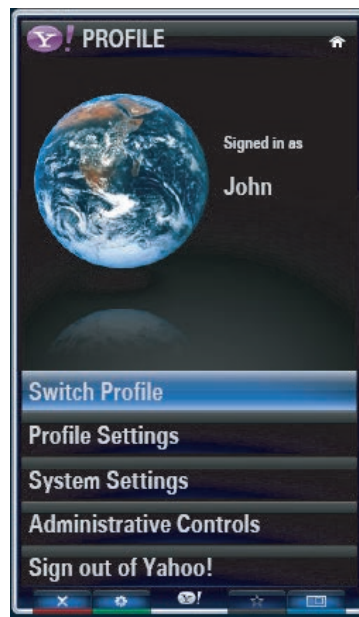 Y! PROFILE
Signed in as
John
Switch Profile
Profile Settings
System Settings
Administrative Controls
Sign out of Yahoo!
Y!